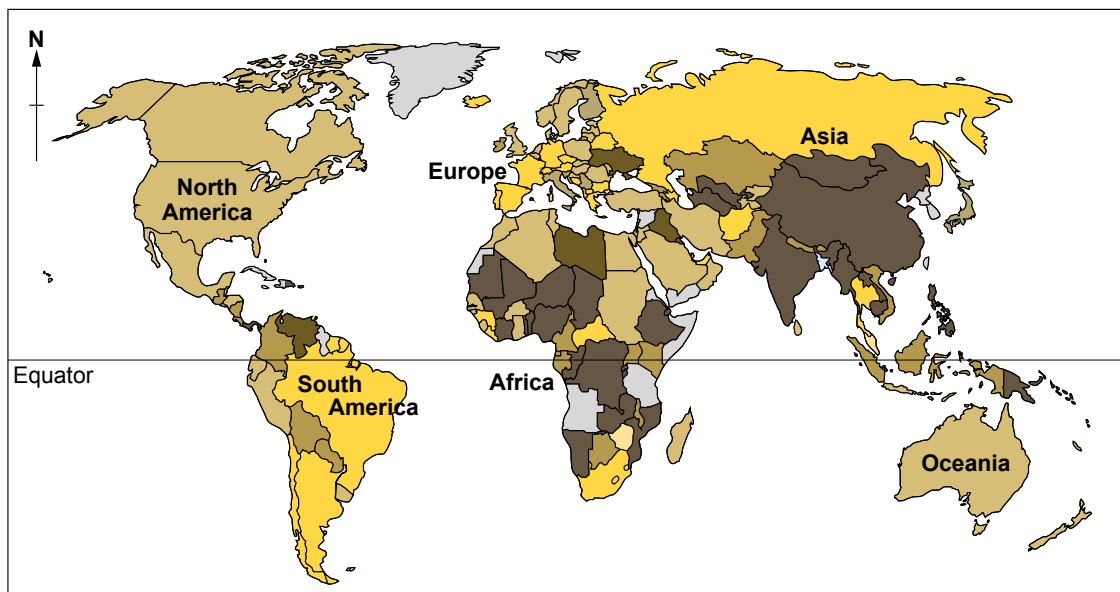 N
Asia
Europe
North
America
Equator
Africa
South
America
Oceania